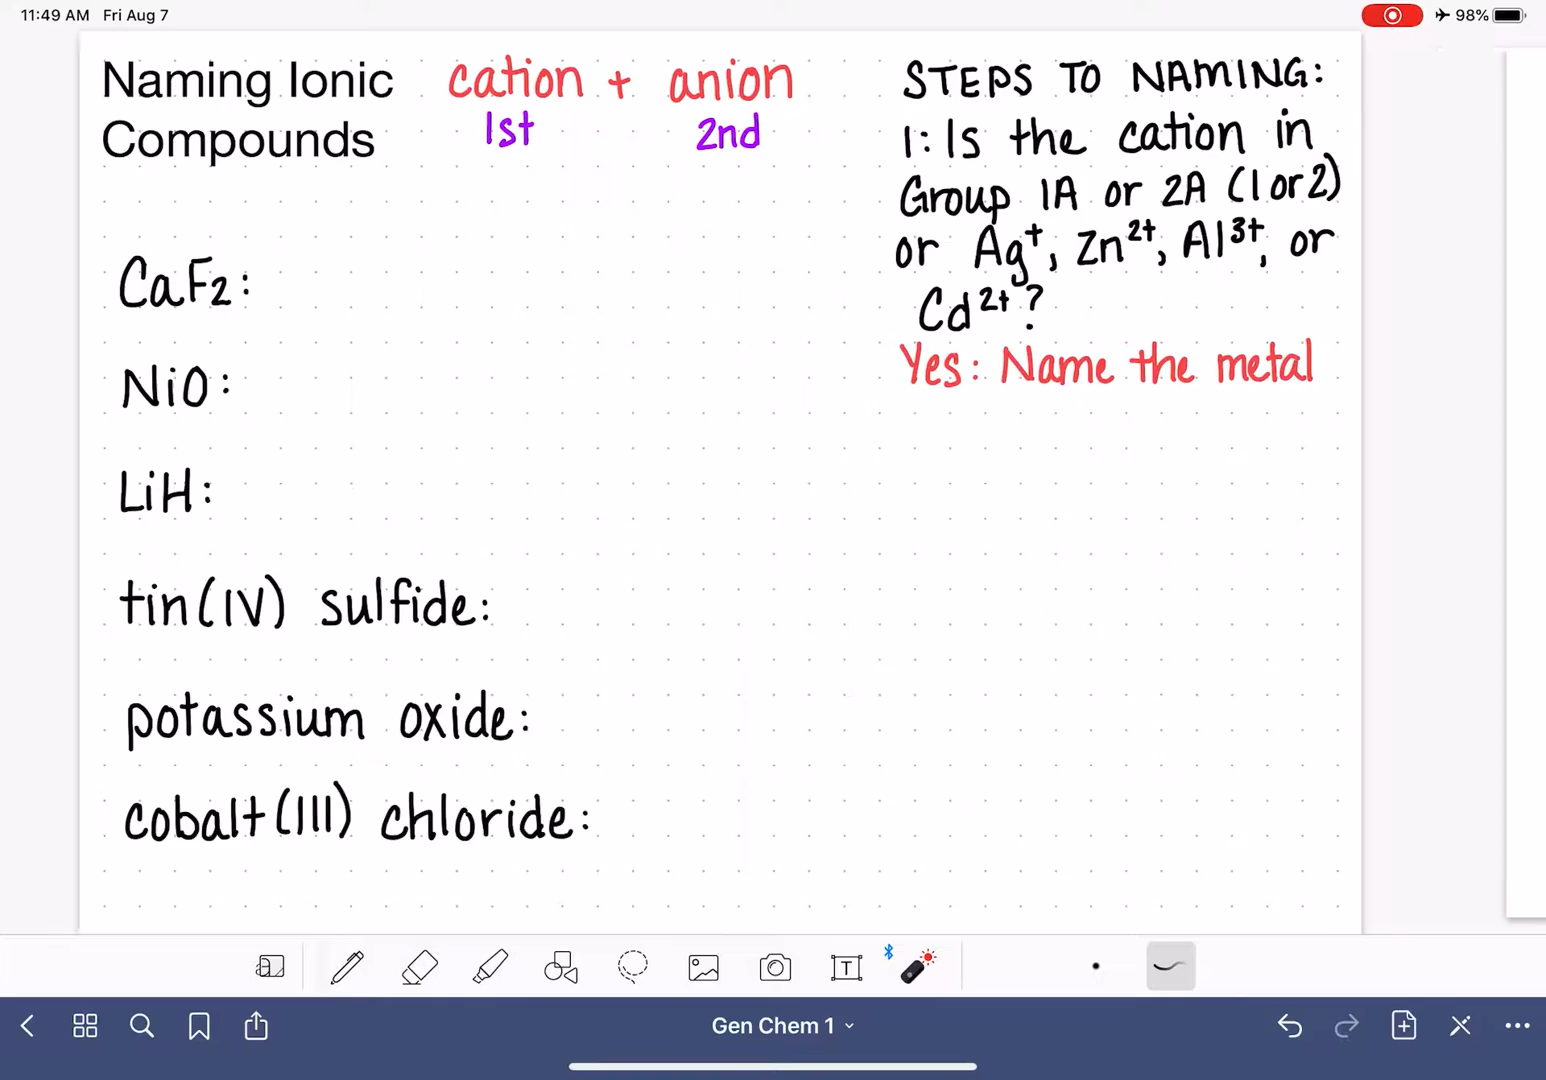 11:49 AM Fri Aug 7
98%
Naming Ionic
Compounds
cation + anion
1st 2nd
STEPS TO NAMING:
1: Is the cation in
Group 1A or 2A (1 or 2)
or Ag⁺, Zn²⁺, Al³⁺, or
Cd²⁺?
Yes: Name the metal
CaF₂:
NiO:
LiH:
tin(IV) sulfide:
potassium oxide:
cobalt(III) chloride:
T
Gen Chem 1